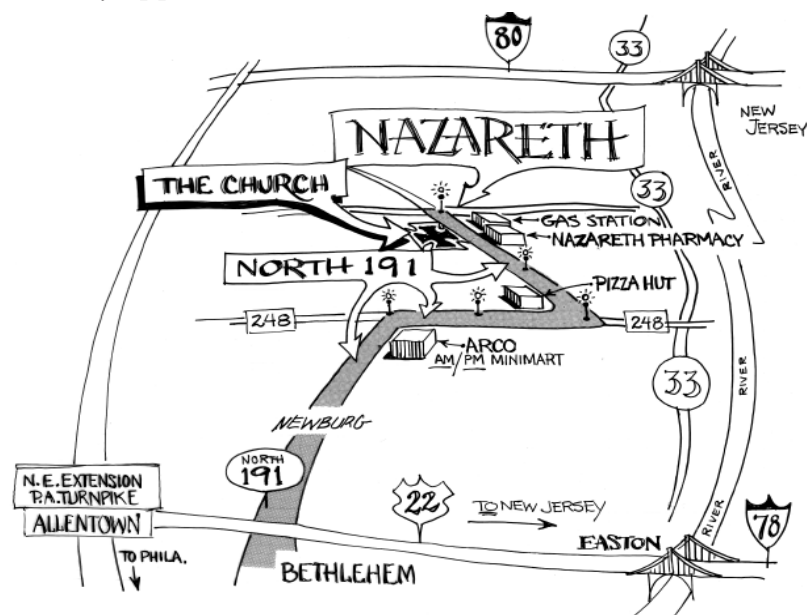 80
33
NEW
JERSEY
NAZARETH
RIVER
THE CHURCH
33
GAS STATION
NAZARETH PHARMACY
NORTH 191
PIZZA HUT
248
248
ARCO
AM/PM MINIMART
33
RIVER
NEWBURG
NORTH
191
N.E. EXTENSION
P.A. TURNPIKE
ALLENTOWN
22
TO NEW JERSEY
RIVER
78
EASTON
TO PHILA.
BETHLEHEM